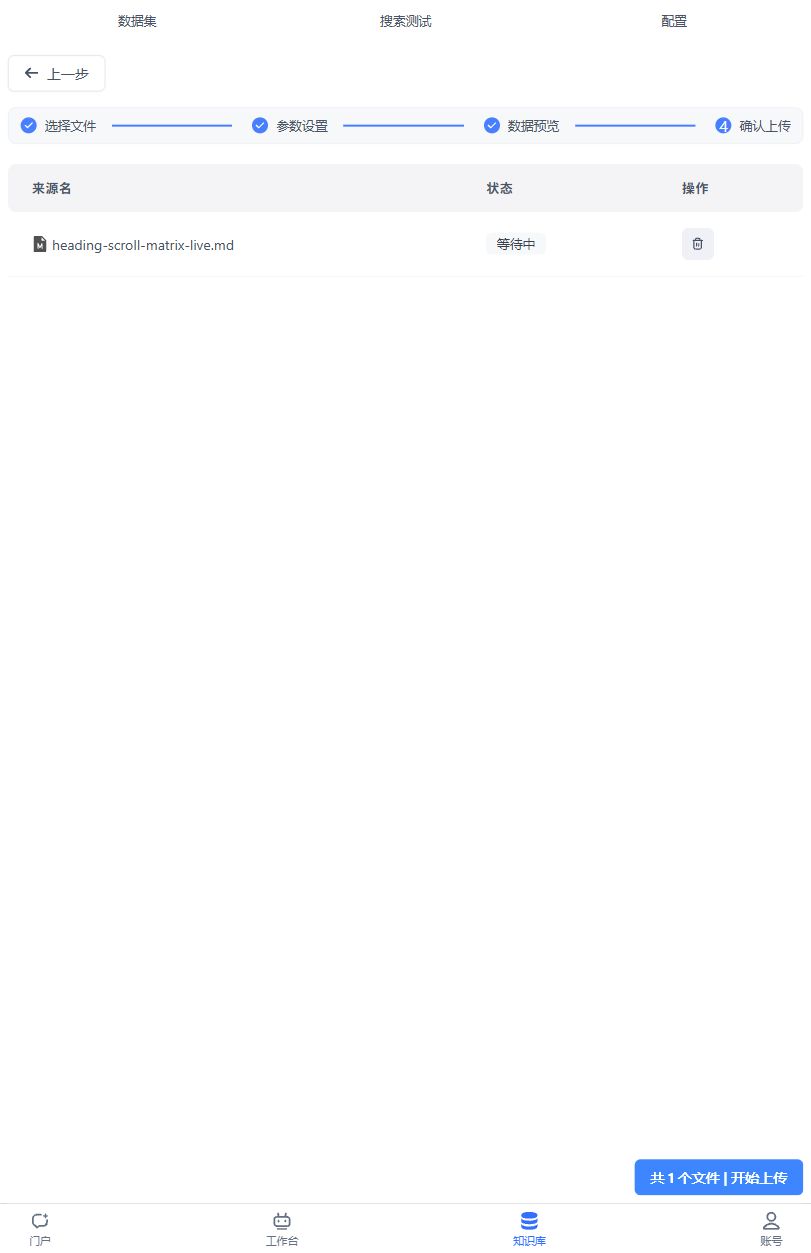 数据集 搜索测试 配置
上一步
选择文件 参数设置 数据预览 4 确认上传
来源名 状态 操作
heading-scroll-matrix-live.md 等待中
共 1 个文件 | 开始上传
门户 工作台 知识库 账号